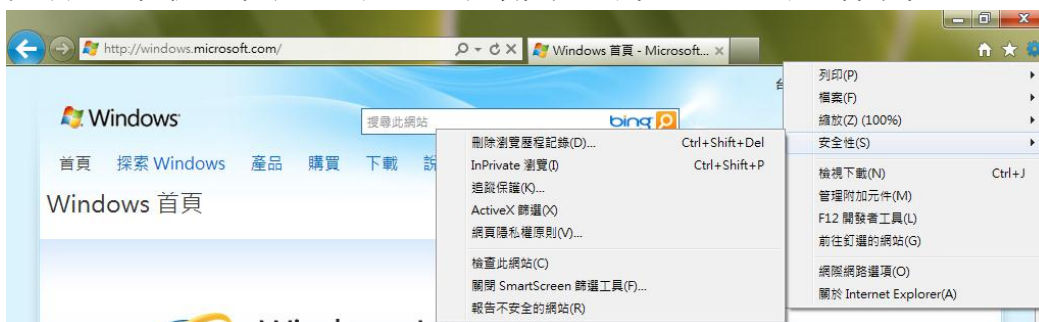 http://windows.microsoft.com/
Windows 首頁 - Microsoft...
Windows
搜尋此網站
bing
首頁 探索 Windows 產品 購買 下載
Windows 首頁
列印(P)
檔案(F)
縮放(Z) (100%)
安全性(S)
檢視下載(N) Ctrl+J
管理附加元件(M)
F12 開發者工具(L)
前往釘選的網站(G)
網際網路選項(O)
關於 Internet Explorer(A)
刪除瀏覽歷程記錄(D)... Ctrl+Shift+Del
InPrivate 瀏覽(I) Ctrl+Shift+P
追蹤保護(K)...
ActiveX 篩選(X)
網頁隱私權原則(V)...
檢查此網站(C)
關閉 SmartScreen 篩選工具(F)...
報告不安全的網站(R)